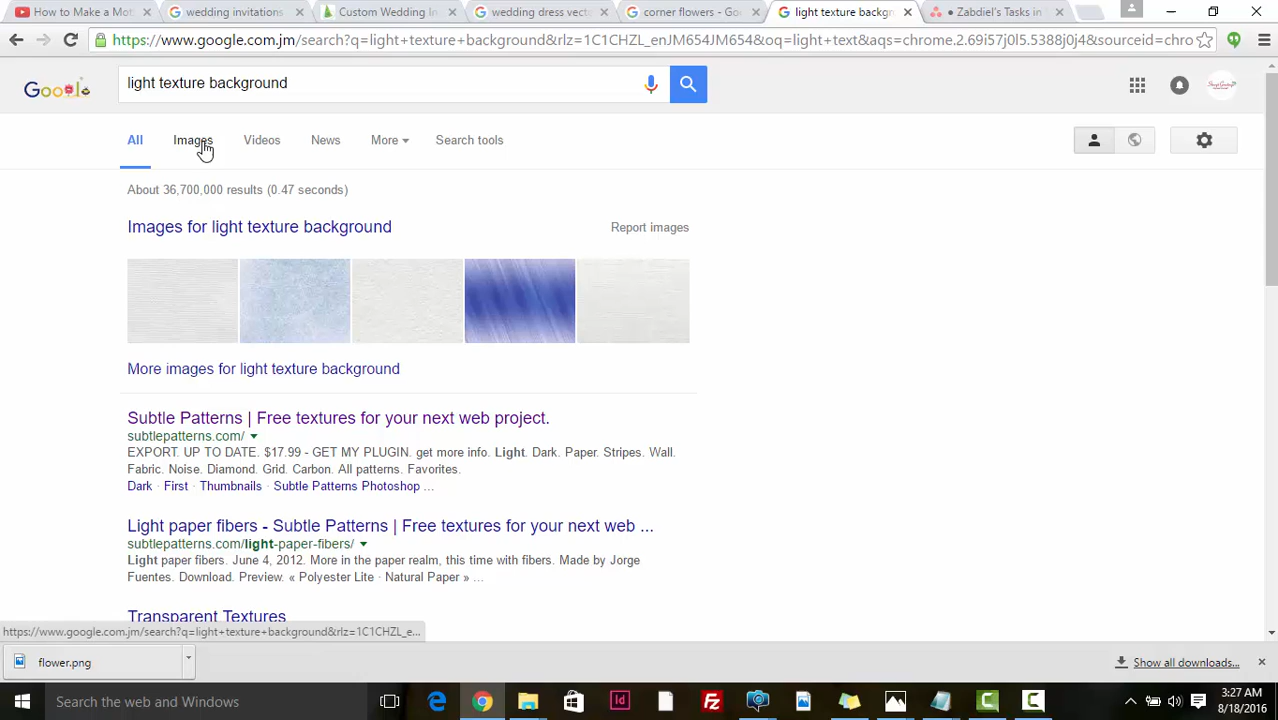 How to Make a Mot
wedding invitations
Custom Wedding In
wedding dress vect
corner flowers - Goo
light texture backgr
• Zabdiel's Tasks in
https://www.google.com.jm/search?q=light+texture+background&rlz=1C1CHZL_enJM654JM654&oq=light+text&aqs=chrome.2.69i57j0l5.5388j0j4&sourceid=chro
Google
light texture background
All
Images
Videos
News
More
Search tools
About 36,700,000 results (0.47 seconds)
Images for light texture background
Report images
More images for light texture background
Subtle Patterns | Free textures for your next web project.
subtlepatterns.com/
EXPORT. UP TO DATE. $17.99 - GET MY PLUGIN. get more info. Light. Dark. Paper. Stripes. Wall.
Fabric. Noise. Diamond. Grid. Carbon. All patterns. Favorites.
Dark · First · Thumbnails · Subtle Patterns Photoshop ...
Light paper fibers - Subtle Patterns | Free textures for your next web ...
subtlepatterns.com/light-paper-fibers/
Light paper fibers. June 4, 2012. More in the paper realm, this time with fibers. Made by Jorge
Fuentes. Download. Preview. « Polyester Lite · Natural Paper » ...
Transparent Textures
https://www.google.com.jm/search?q=light+texture+background&rlz=1C1CHZL_e...
flower.png
Show all downloads...
Search the web and Windows
Id
Fz
3:27 AM
8/18/2016